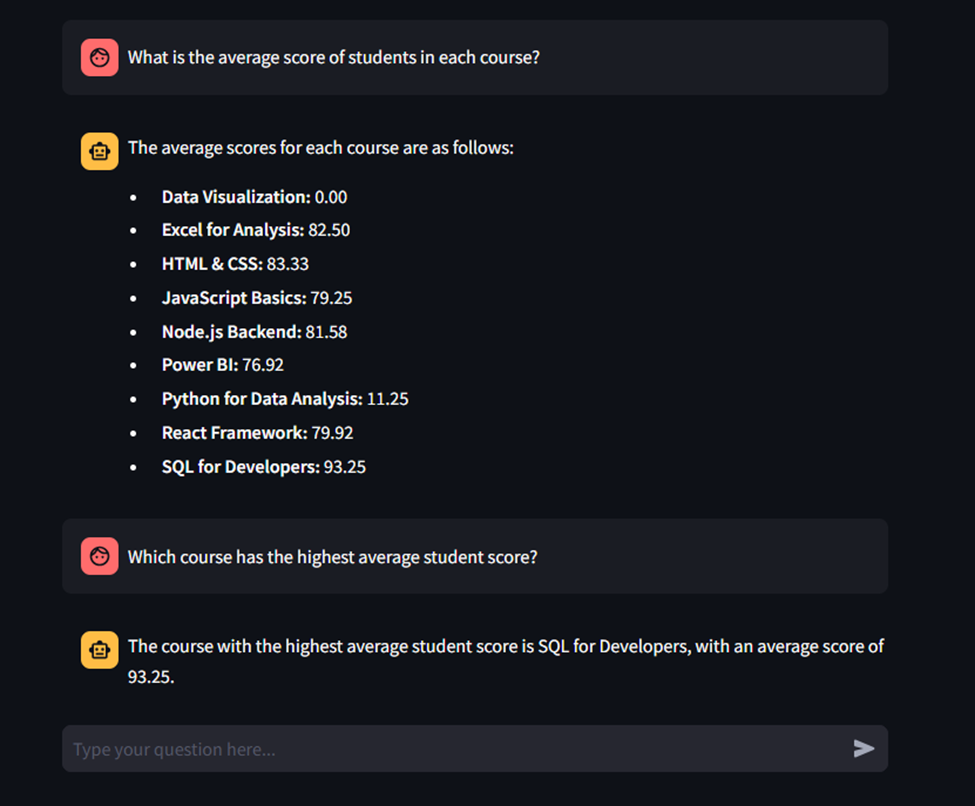 What is the average score of students in each course?
The average scores for each course are as follows:
• Data Visualization: 0.00
• Excel for Analysis: 82.50
• HTML & CSS: 83.33
• JavaScript Basics: 79.25
• Node.js Backend: 81.58
• Power BI: 76.92
• Python for Data Analysis: 11.25
• React Framework: 79.92
• SQL for Developers: 93.25
Which course has the highest average student score?
The course with the highest average student score is SQL for Developers, with an average score of
93.25.
Type your question here...